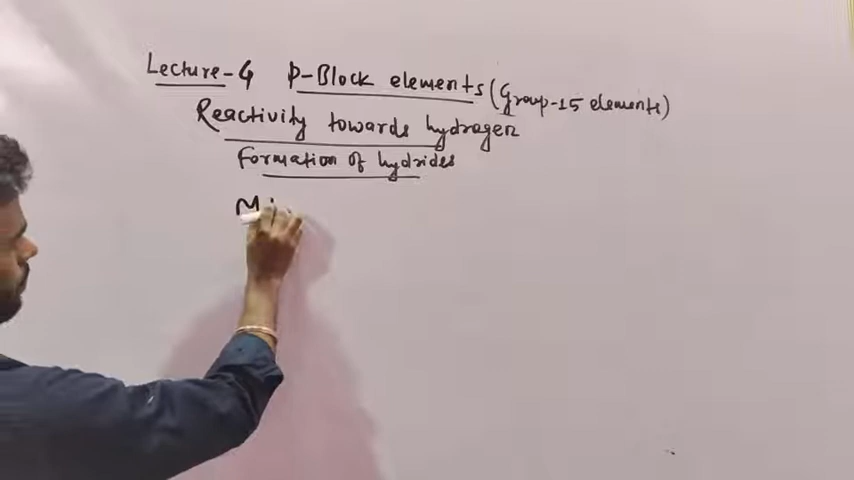 Lecture-4 p-Block elements (Group-15 elements)
Reactivity towards hydrogen
Formation of hydrides